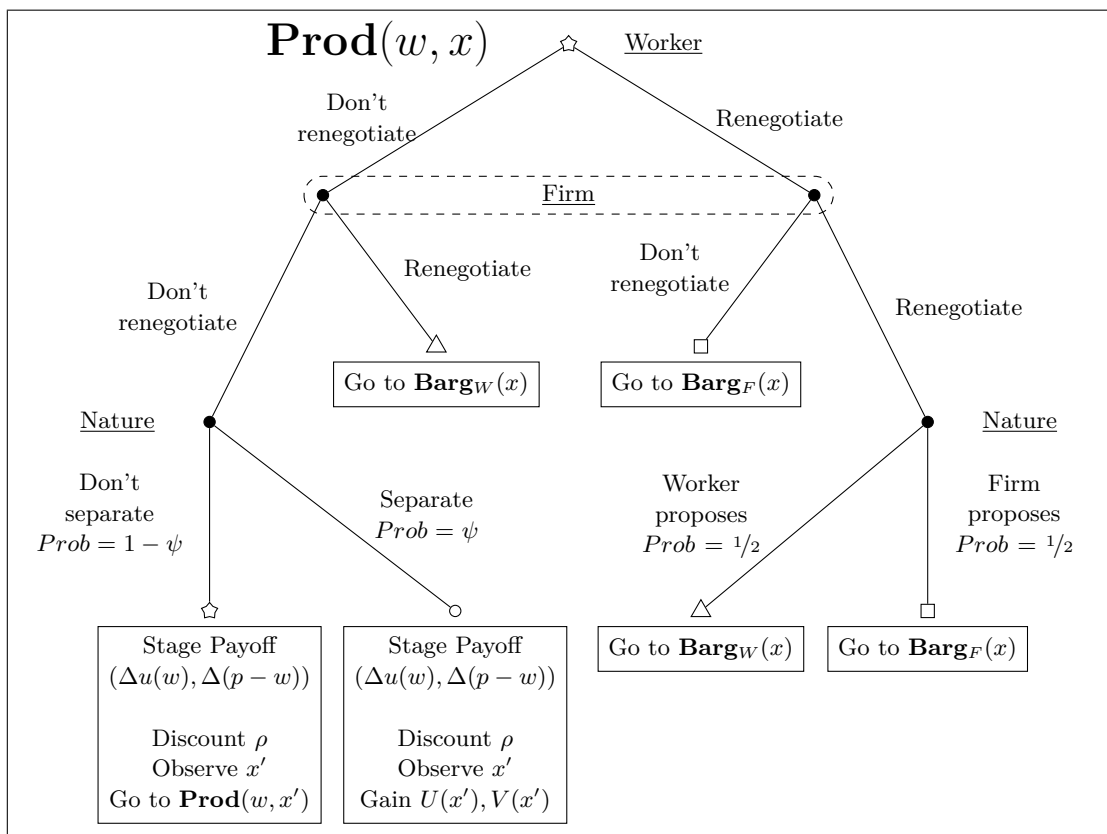 Prod(w, x)
Worker
Don't
renegotiate
Renegotiate
Firm
Don't
renegotiate
Renegotiate
Don't
renegotiate
Renegotiate
Go to Barg_W(x)
Go to Barg_F(x)
Nature
Nature
Don't
separate
Prob = 1 − ψ
Separate
Prob = ψ
Worker
proposes
Prob = 1/2
Firm
proposes
Prob = 1/2
Stage Payoff
(Δu(w), Δ(p − w))
Discount ρ
Observe x′
Go to Prod(w, x′)
Stage Payoff
(Δu(w), Δ(p − w))
Discount ρ
Observe x′
Gain U(x′), V(x′)
Go to Barg_W(x)
Go to Barg_F(x)